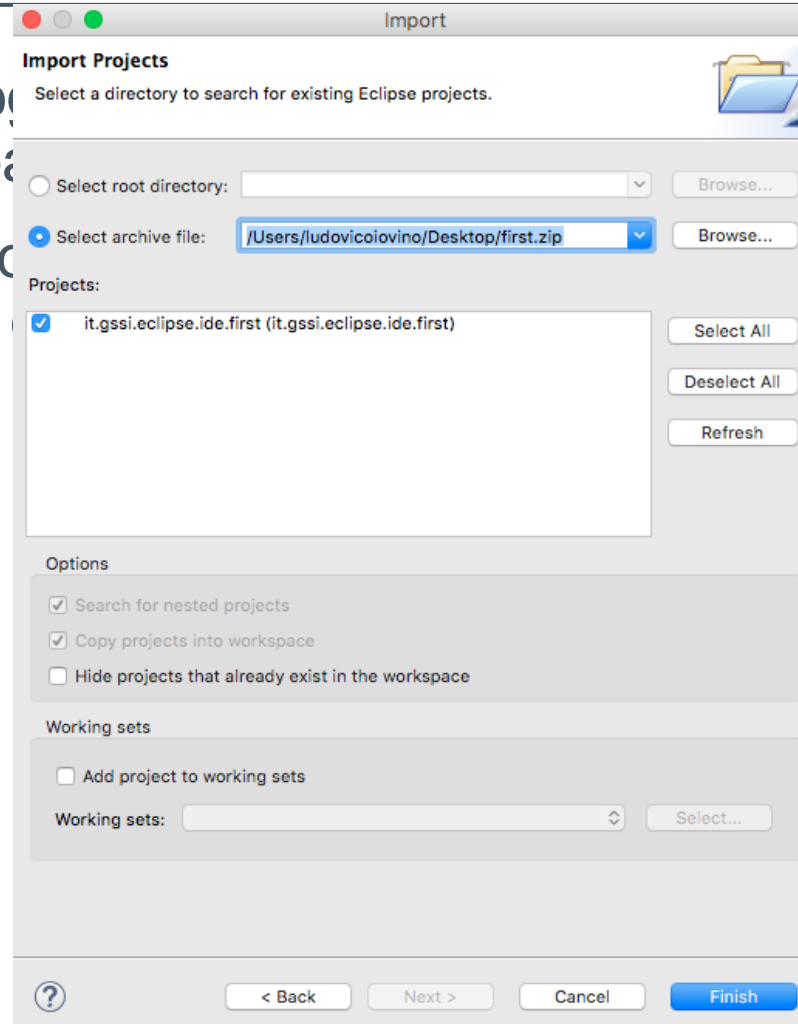 Import
Import Projects
Select a directory to search for existing Eclipse projects.
Select root directory:
Browse...
Select archive file:
/Users/ludovicoiovino/Desktop/first.zip
Browse...
Projects:
it.gssi.eclipse.ide.first (it.gssi.eclipse.ide.first)
Select All
Deselect All
Refresh
Options
Search for nested projects
Copy projects into workspace
Hide projects that already exist in the workspace
Working sets
Add project to working sets
Working sets:
Select...
?
< Back
Next >
Cancel
Finish